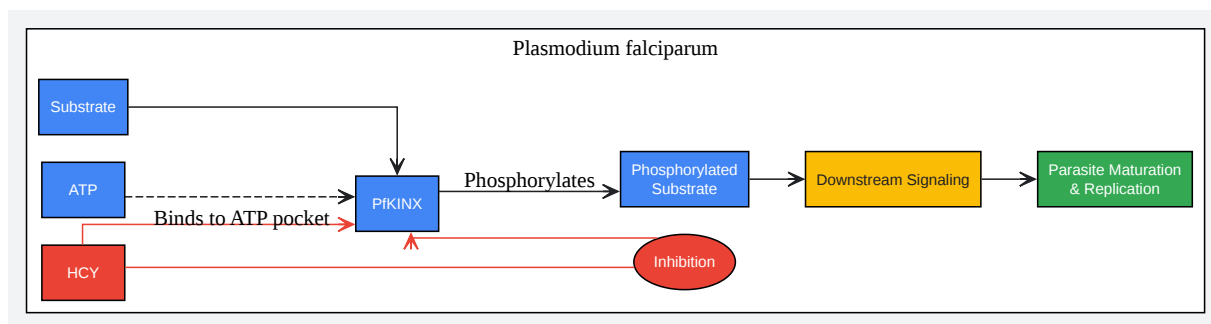 Plasmodium falciparum
Substrate
ATP
Binds to ATP pocket
HCY
PfKINX
Phosphorylates
Phosphorylated
Substrate
Downstream Signaling
Parasite Maturation
& Replication
Inhibition